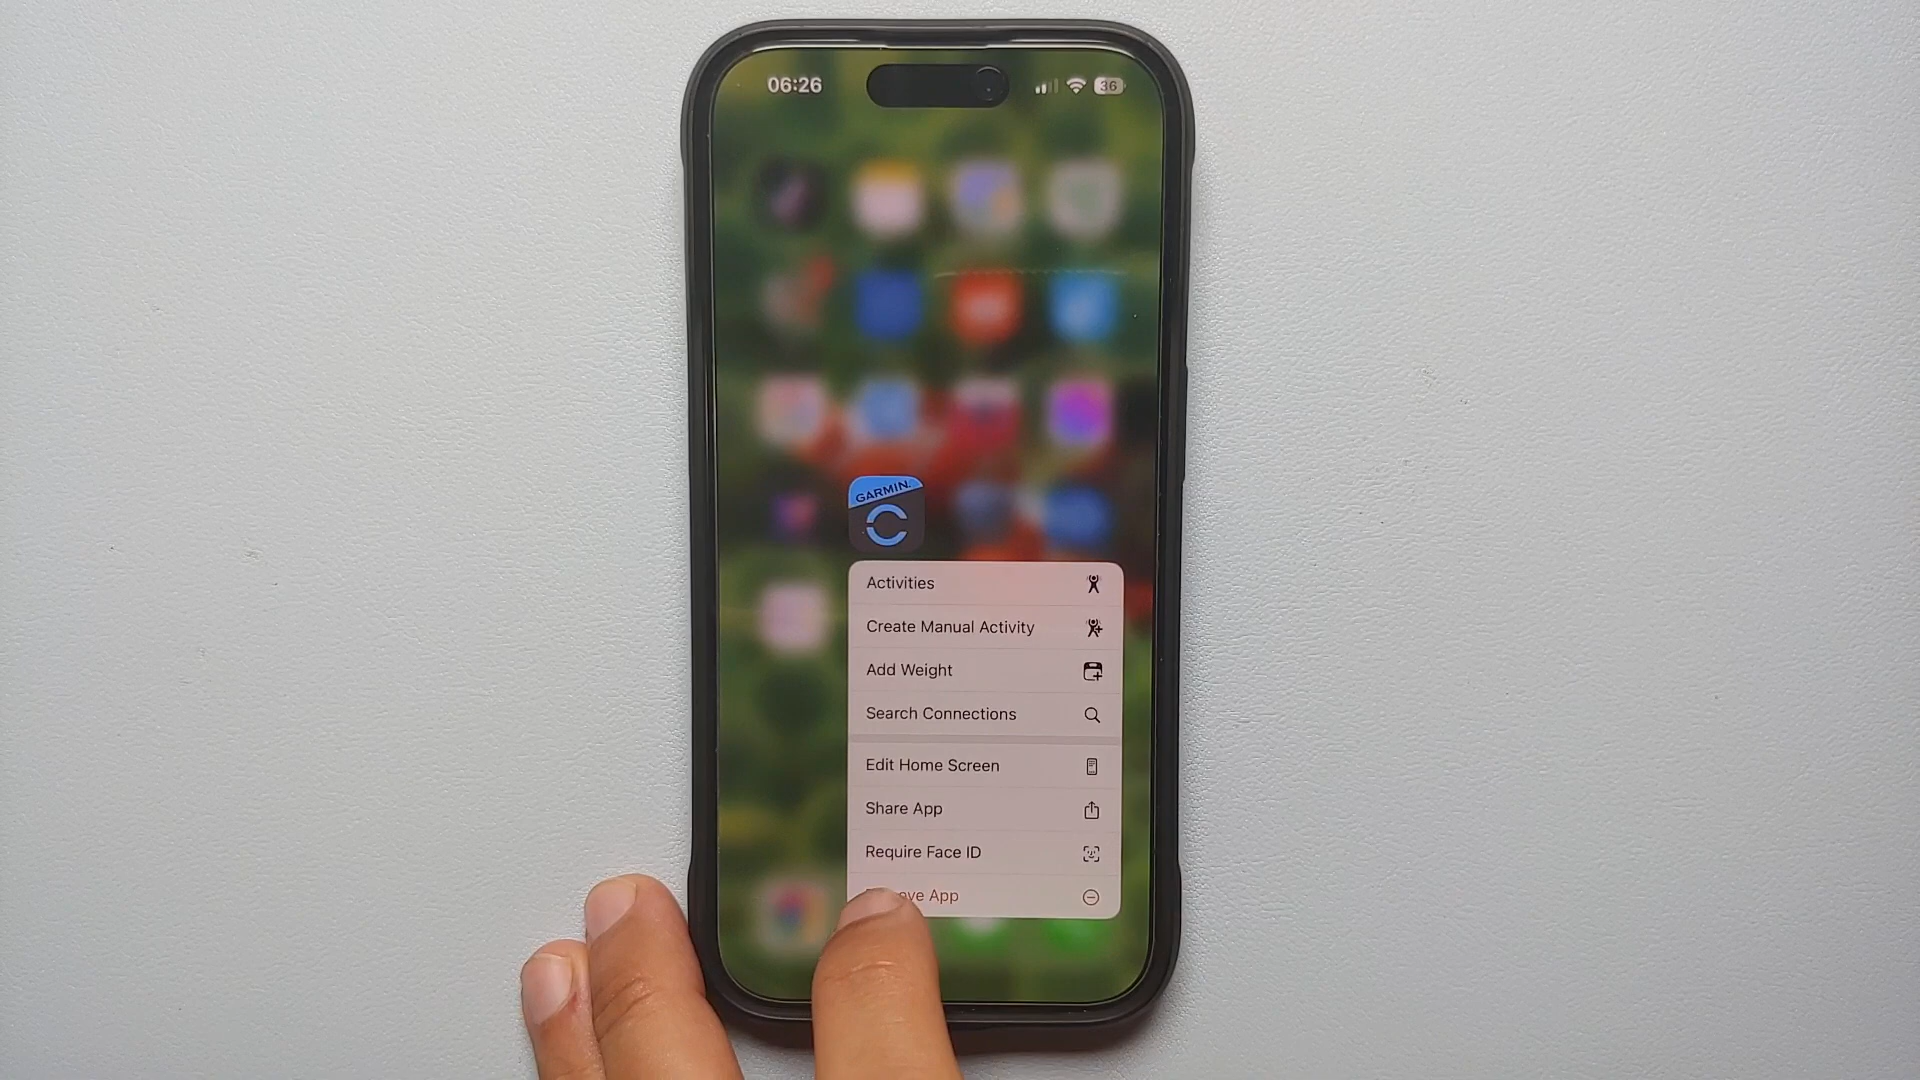 06:26
36
GARMIN.
Activities
Create Manual Activity
Add Weight
Search Connections
Edit Home Screen
Share App
Require Face ID
App